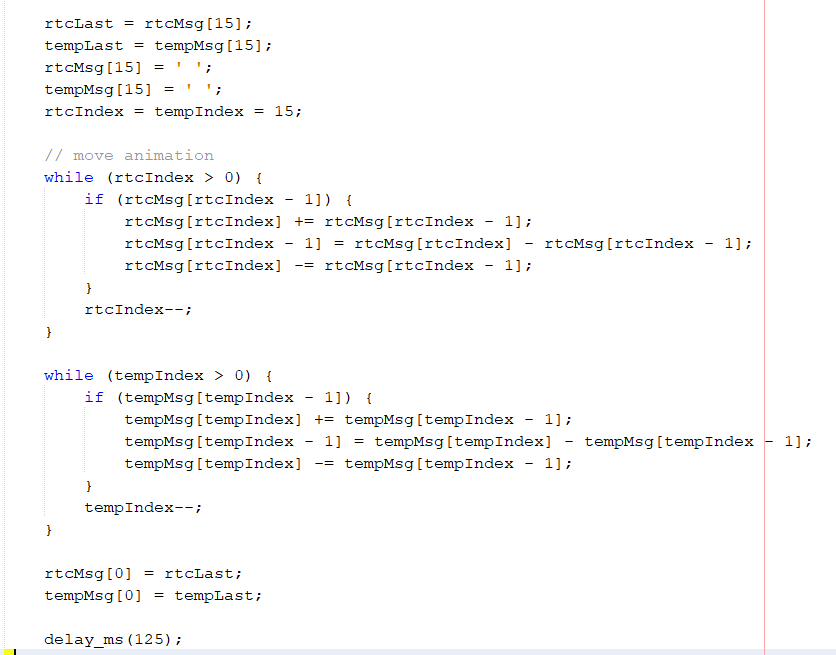 rtcLast = rtcMsg[15];
tempLast = tempMsg[15];
rtcMsg[15] = ' ';
tempMsg[15] = ' ';
rtcIndex = tempIndex = 15;
// move animation
while (rtcIndex > 0) {
if (rtcMsg[rtcIndex - 1]) {
rtcMsg[rtcIndex] += rtcMsg[rtcIndex - 1];
rtcMsg[rtcIndex - 1] = rtcMsg[rtcIndex] - rtcMsg[rtcIndex - 1];
rtcMsg[rtcIndex] -= rtcMsg[rtcIndex - 1];
}
rtcIndex--;
}
while (tempIndex > 0) {
if (tempMsg[tempIndex - 1]) {
tempMsg[tempIndex] += tempMsg[tempIndex - 1];
tempMsg[tempIndex - 1] = tempMsg[tempIndex] - tempMsg[tempIndex - 1];
tempMsg[tempIndex] -= tempMsg[tempIndex - 1];
}
tempIndex--;
}
rtcMsg[0] = rtcLast;
tempMsg[0] = tempLast;
delay_ms(125);